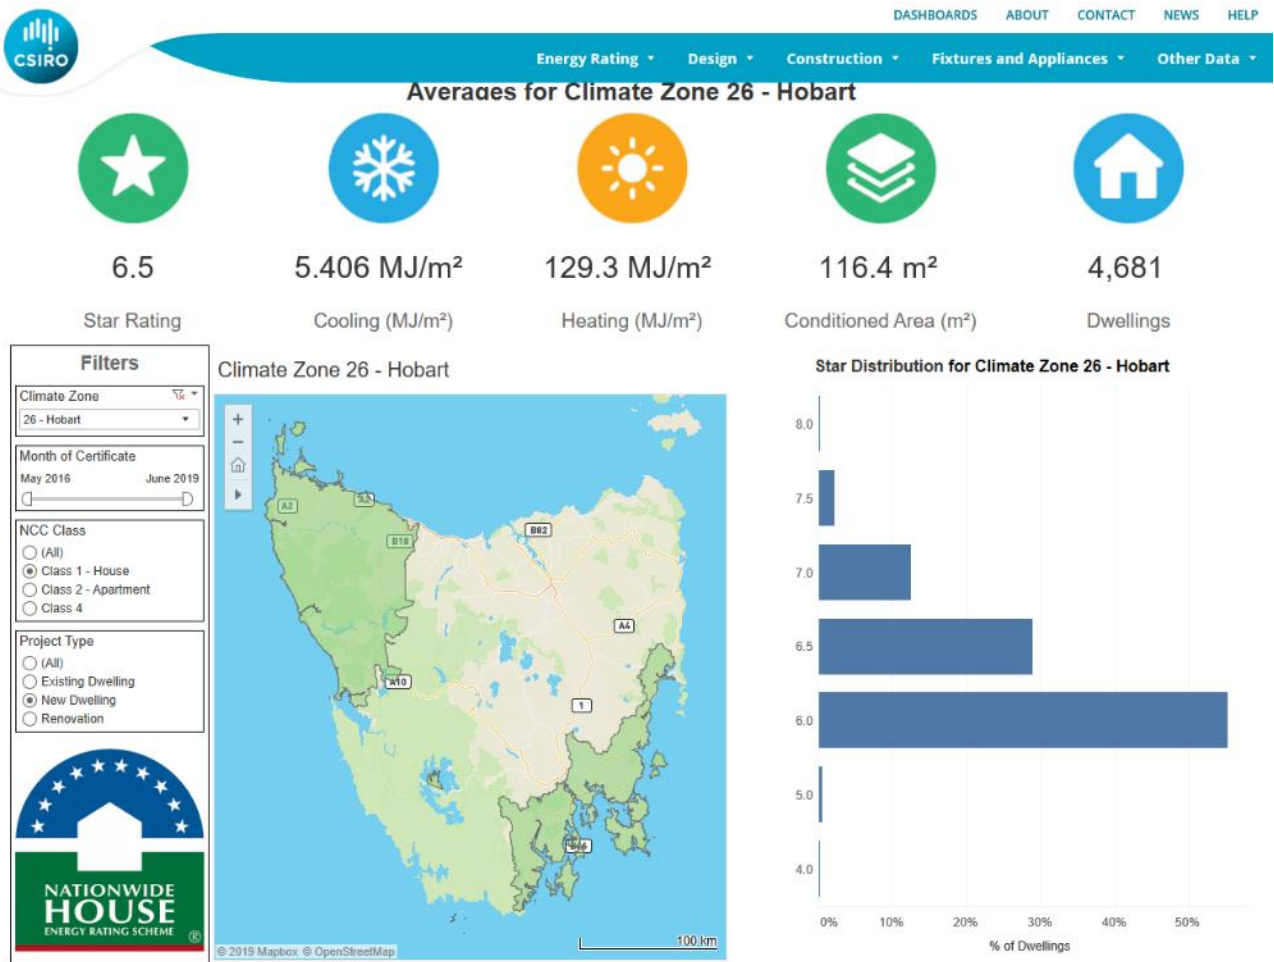 DASHBOARDS ABOUT CONTACT NEWS HELP
CSIRO
Energy Rating Design Construction Fixtures and Appliances Other Data
Averages for Climate Zone 26 - Hobart
6.5 5.406 MJ/m² 129.3 MJ/m² 116.4 m² 4,681
Star Rating Cooling (MJ/m²) Heating (MJ/m²) Conditioned Area (m²) Dwellings
Filters
Climate Zone
26 - Hobart
Month of Certificate
May 2016 June 2019
NCC Class
(All)
Class 1 - House
Class 2 - Apartment
Class 4
Project Type
(All)
Existing Dwelling
New Dwelling
Renovation
NATIONWIDE
HOUSE
ENERGY RATING SCHEME ®
Climate Zone 26 - Hobart
+
−
A2
A2
B18
B82
A4
A10
1
100 km
© 2019 Mapbox © OpenStreetMap
Star Distribution for Climate Zone 26 - Hobart
8.0
7.5
7.0
6.5
6.0
5.0
4.0
0% 10% 20% 30% 40% 50%
% of Dwellings